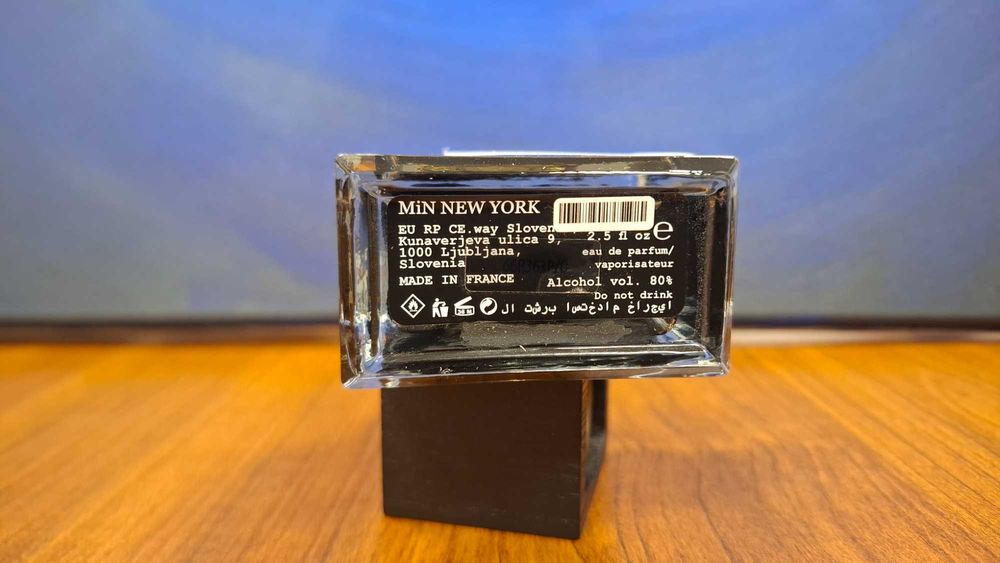 MiN NEW YORK
EU RP CE.way Sloven
Kunaverjeva ulica 9,
1000 Ljubljana,
Slovenia
MADE IN FRANCE
2.5 fl oz e
eau de parfum/
vaporisateur
Alcohol vol. 80%
Do not drink
36 M